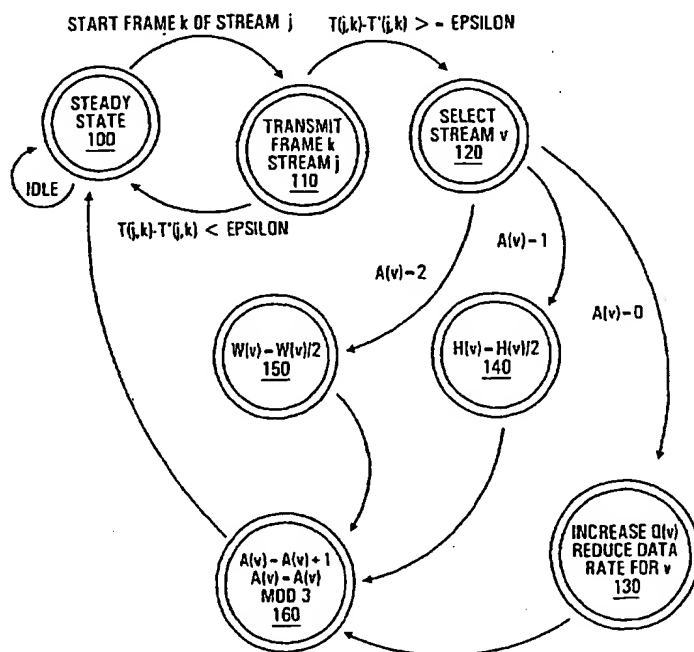 START FRAME k OF STREAM j
T(j,k)-T'(j,k) > - EPSILON
STEADY
STATE
100
TRANSMIT
FRAME k
STREAM j
110
SELECT
STREAM v
120
IDLE
T(j,k)-T'(j,k) < EPSILON
A(v)-2
A(v)-1
A(v)-0
W(v)-W(v)/2
150
H(v)-H(v)/2
140
A(v)-A(v)+1
A(v)-A(v)
MOD 3
160
INCREASE Q(v)
REDUCE DATA
RATE FOR v
130